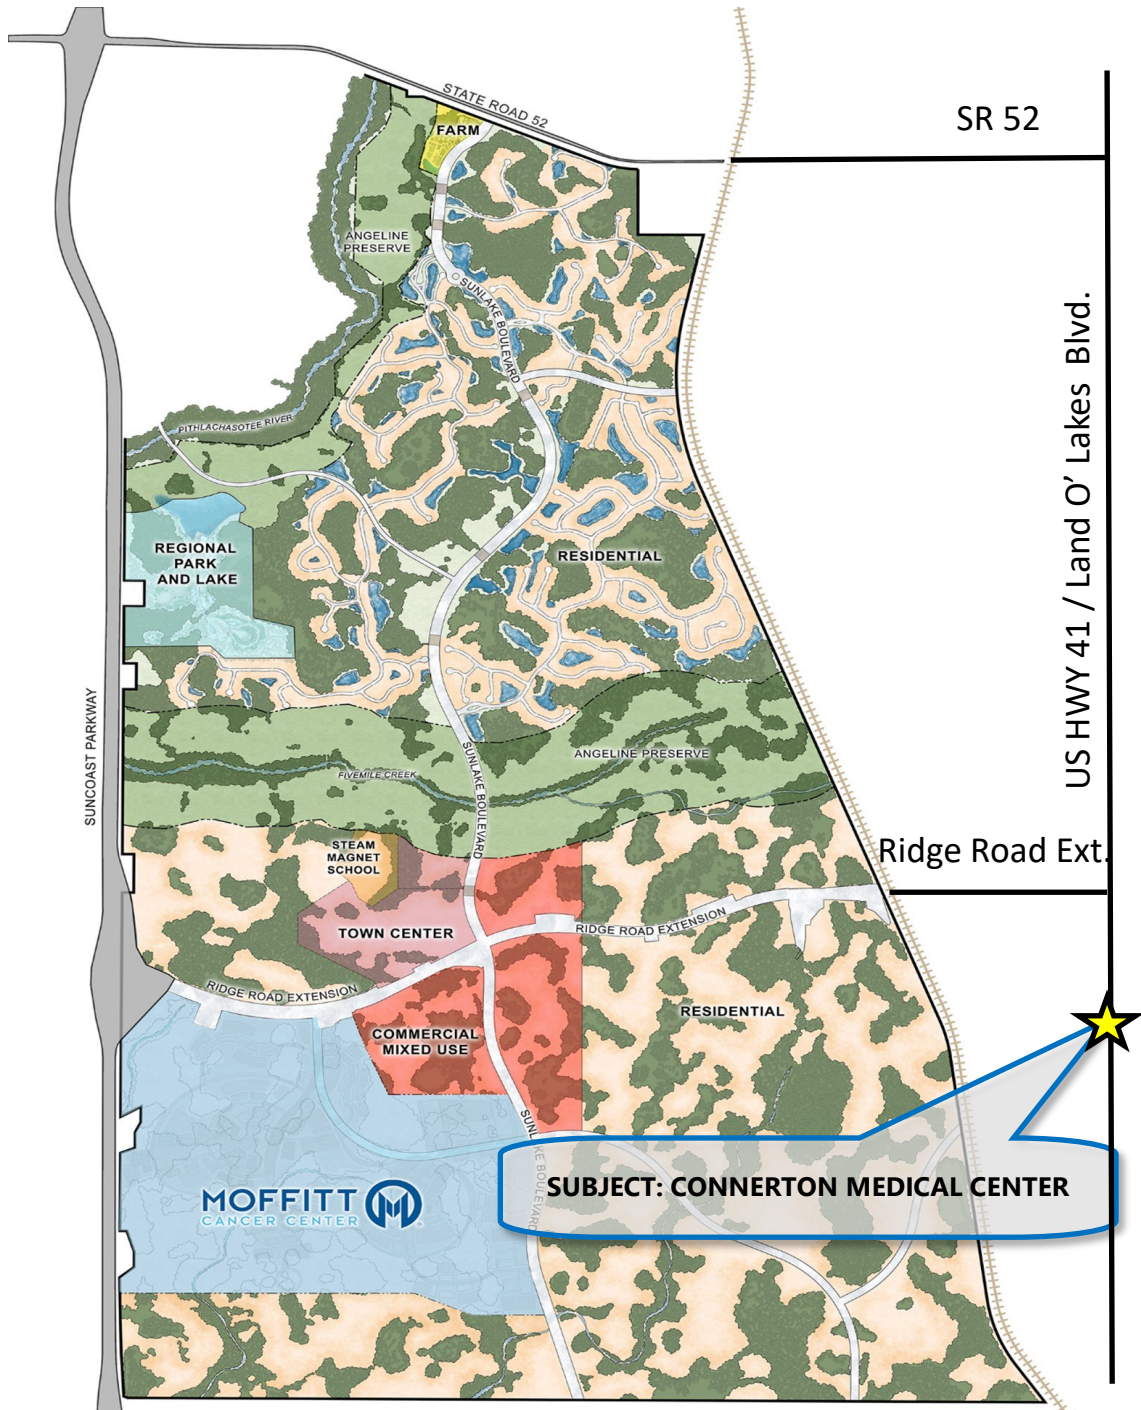 STATE ROAD 52
SR 52
FARM
ANGELINE
PRESERVE
SUNLAKE BOULEVARD
US HWY 41 / Land O’ Lakes Blvd.
PITHLACHASOTEE RIVER
REGIONAL
PARK
AND LAKE
RESIDENTIAL
SUNCOAST PARKWAY
ANGELINE PRESERVE
FIVEMILE CREEK
SUNLAKE BOULEVARD
STEAM
MAGNET
SCHOOL
Ridge Road Ext.
TOWN CENTER
RIDGE ROAD EXTENSION
RIDGE ROAD EXTENSION
RESIDENTIAL
COMMERCIAL
MIXED USE
SUNLAKE BOULEVARD
SUBJECT: CONNERTON MEDICAL CENTER
MOFFITT
CANCER CENTER